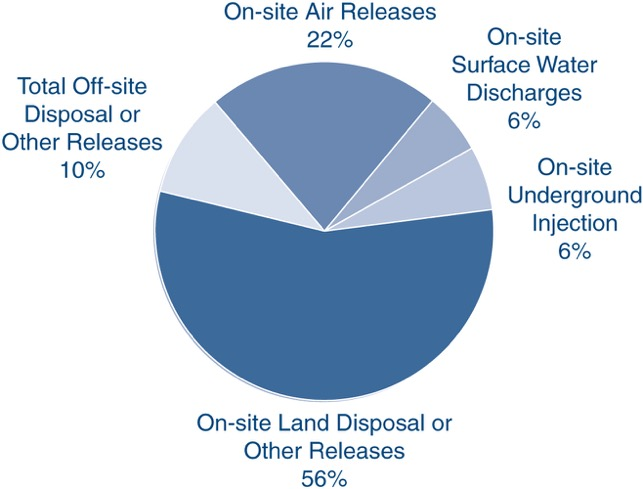 On-site Air Releases
22%
On-site
Surface Water
Discharges
6%
Total Off-site
Disposal or
Other Releases
10%
On-site
Underground
Injection
6%
On-site Land Disposal or
Other Releases
56%